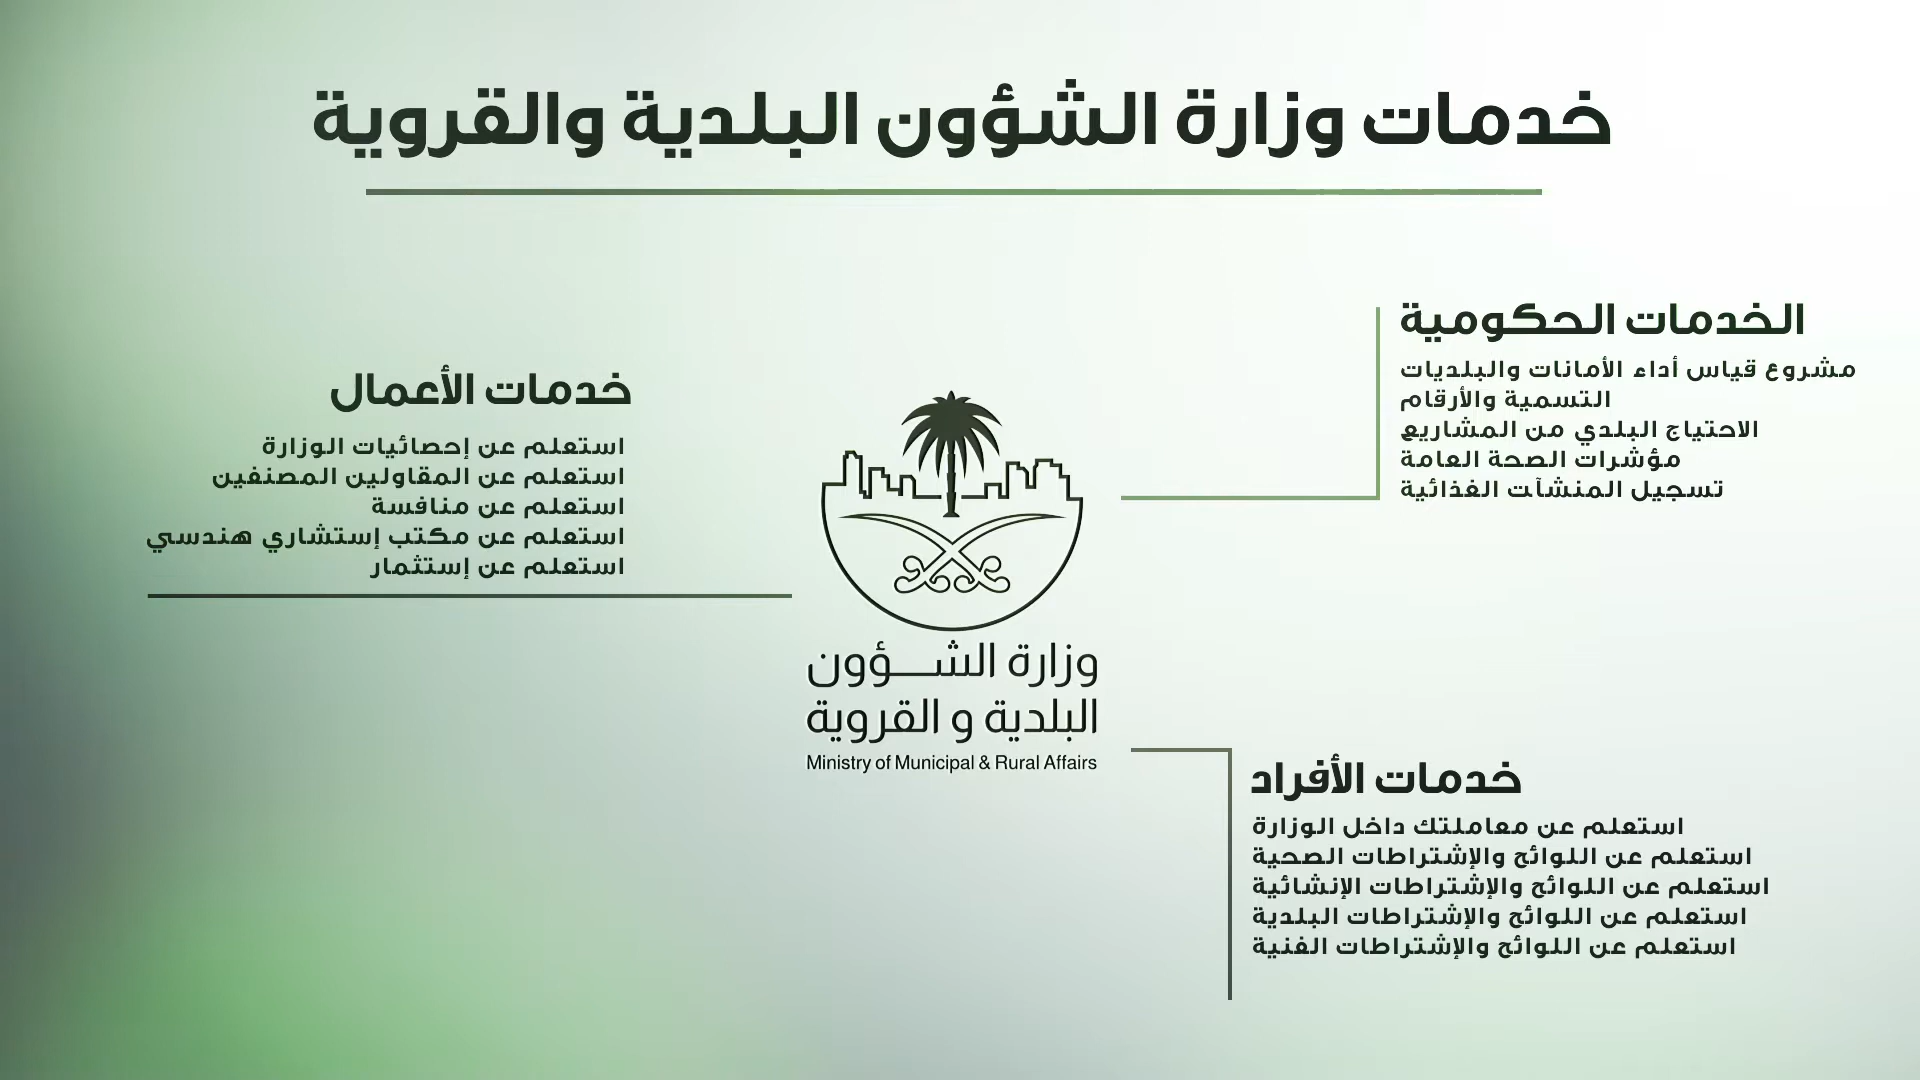 خدمات وزارة الشؤون البلدية والقروية
الخدمات الحكومية
مشروع قياس أداء الأمانات والبلديات
التسمية والأرقام
الاحتياج البلدي من المشاريع
مؤشرات الصحة العامة
تسجيل المنشآت الغذائية
خدمات الأعمال
استعلم عن إحصائيات الوزارة
استعلم عن المقاولين المصنفين
استعلم عن منافسة
استعلم عن مكتب إستشاري هندسي
استعلم عن إستثمار
وزارة الشـــؤون
البلدية و القروية
Ministry of Municipal & Rural Affairs
خدمات الأفراد
استعلم عن معاملتك داخل الوزارة
استعلم عن اللوائح والإشتراطات الصحية
استعلم عن اللوائح والإشتراطات الإنشائية
استعلم عن اللوائح والإشتراطات البلدية
استعلم عن اللوائح والإشتراطات الفنية